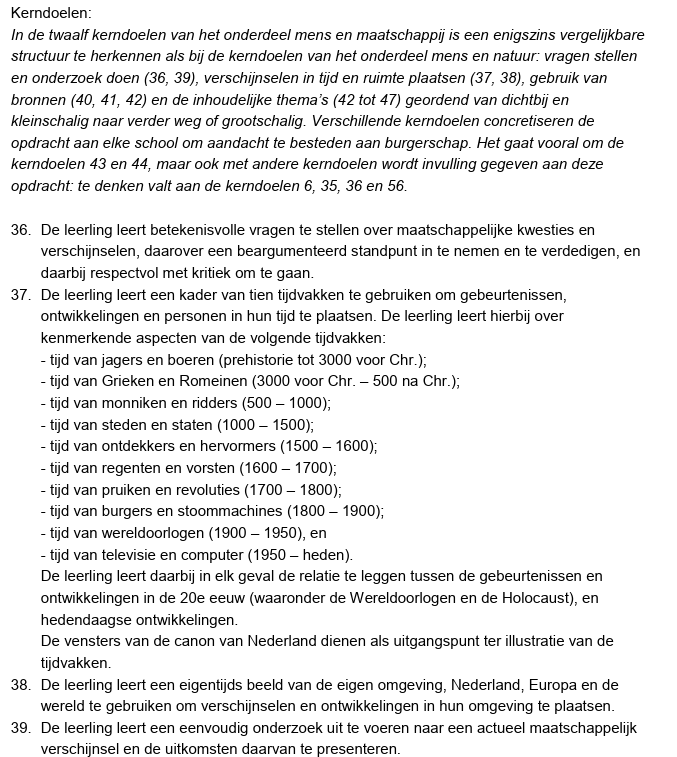 Kerndoelen:
In de twaalf kerndoelen van het onderdeel mens en maatschappij is een enigszins vergelijkbare
structuur te herkennen als bij de kerndoelen van het onderdeel mens en natuur: vragen stellen
en onderzoek doen (36, 39), verschijnselen in tijd en ruimte plaatsen (37, 38), gebruik van
bronnen (40, 41, 42) en de inhoudelijke thema’s (42 tot 47) geordend van dichtbij en
kleinschalig naar verder weg of grootschalig. Verschillende kerndoelen concretiseren de
opdracht aan elke school om aandacht te besteden aan burgerschap. Het gaat vooral om de
kerndoelen 43 en 44, maar ook met andere kerndoelen wordt invulling gegeven aan deze
opdracht: te denken valt aan de kerndoelen 6, 35, 36 en 56.
36. De leerling leert betekenisvolle vragen te stellen over maatschappelijke kwesties en
verschijnselen, daarover een beargumenteerd standpunt in te nemen en te verdedigen, en
daarbij respectvol met kritiek om te gaan.
37. De leerling leert een kader van tien tijdvakken te gebruiken om gebeurtenissen,
ontwikkelingen en personen in hun tijd te plaatsen. De leerling leert hierbij over
kenmerkende aspecten van de volgende tijdvakken:
- tijd van jagers en boeren (prehistorie tot 3000 voor Chr.);
- tijd van Grieken en Romeinen (3000 voor Chr. – 500 na Chr.);
- tijd van monniken en ridders (500 – 1000);
- tijd van steden en staten (1000 – 1500);
- tijd van ontdekkers en hervormers (1500 – 1600);
- tijd van regenten en vorsten (1600 – 1700);
- tijd van pruiken en revoluties (1700 – 1800);
- tijd van burgers en stoommachines (1800 – 1900);
- tijd van wereldoorlogen (1900 – 1950), en
- tijd van televisie en computer (1950 – heden).
De leerling leert daarbij in elk geval de relatie te leggen tussen de gebeurtenissen en
ontwikkelingen in de 20e eeuw (waaronder de Wereldoorlogen en de Holocaust), en
hedendaagse ontwikkelingen.
De vensters van de canon van Nederland dienen als uitgangspunt ter illustratie van de
tijdvakken.
38. De leerling leert een eigentijds beeld van de eigen omgeving, Nederland, Europa en de
wereld te gebruiken om verschijnselen en ontwikkelingen in hun omgeving te plaatsen.
39. De leerling leert een eenvoudig onderzoek uit te voeren naar een actueel maatschappelijk
verschijnsel en de uitkomsten daarvan te presenteren.